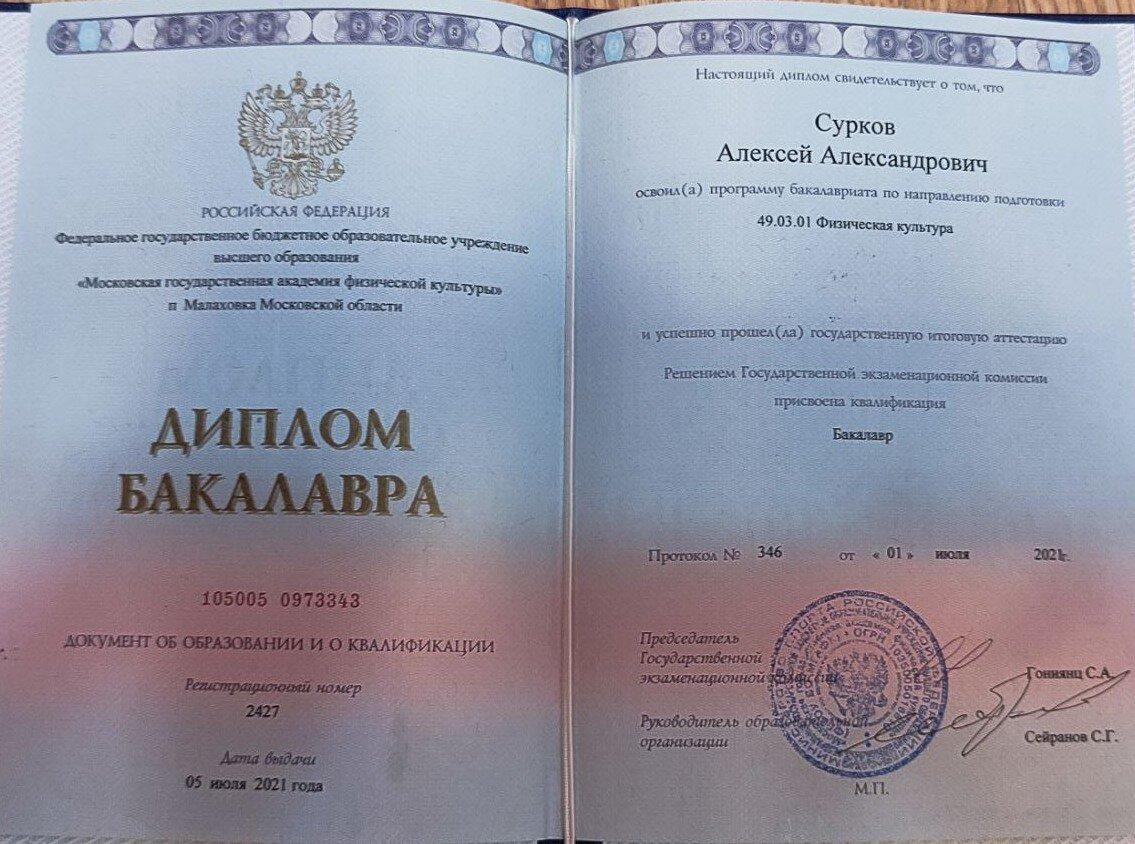 РОССИЙСКАЯ ФЕДЕРАЦИЯ
Федеральное государственное бюджетное образовательное учреждение
высшего образования
«Московская государственная академия физической культуры»
п Малаховка Московской области
ДИПЛОМ
БАКАЛАВРА
105005 0973343
ДОКУМЕНТ ОБ ОБРАЗОВАНИИ И О КВАЛИФИКАЦИИ
Регистрационный номер
2427
Дата выдачи
05 июля 2021 года
Настоящий диплом свидетельствует о том, что
Сурков
Алексей Александрович
освоил(а) программу бакалавриата по направлению подготовки
49.03.01 Физическая культура
и успешно прошел(ла) государственную итоговую аттестацию
Решением Государственной экзаменационной комиссии
присвоена квалификация
Бакалавр
Протокол № 346 от « 01 » июля 2021г.
Председатель
Государственной
экзаменационной комиссии
Гониянц С.А.
Руководитель образовательной
организации
Сейранов С.Г.
М.П.